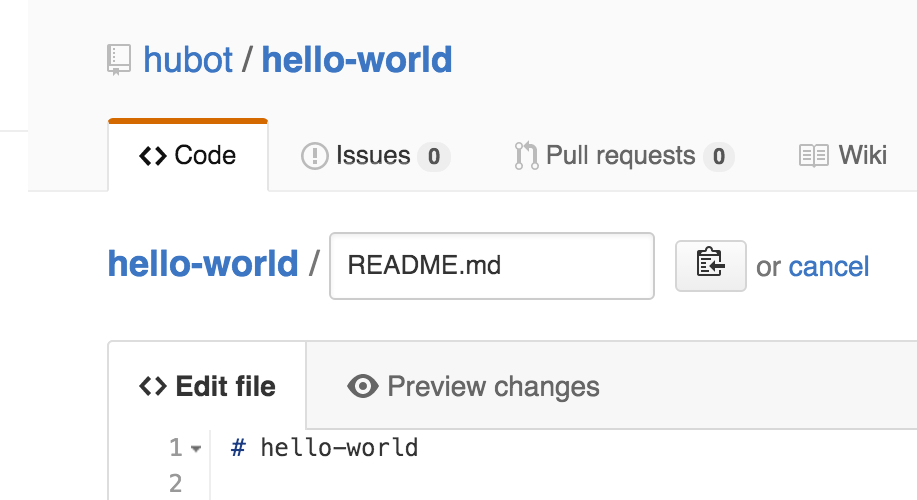 hubot / hello-world
<> Code Issues 0 Pull requests 0 Wiki
hello-world / README.md or cancel
<> Edit file Preview changes
1 # hello-world
2